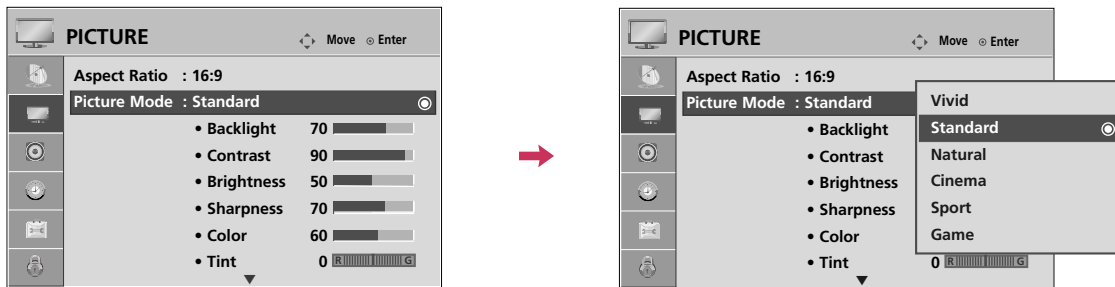 PICTURE Move Enter
Aspect Ratio : 16:9
Picture Mode : Standard
• Backlight 70
• Contrast 90
• Brightness 50
• Sharpness 70
• Color 60
• Tint 0 R G
PICTURE Move Enter
Aspect Ratio : 16:9
Picture Mode : Standard
• Backlight
• Contrast
• Brightness
• Sharpness
• Color
• Tint 0 R G
Vivid
Standard
Natural
Cinema
Sport
Game